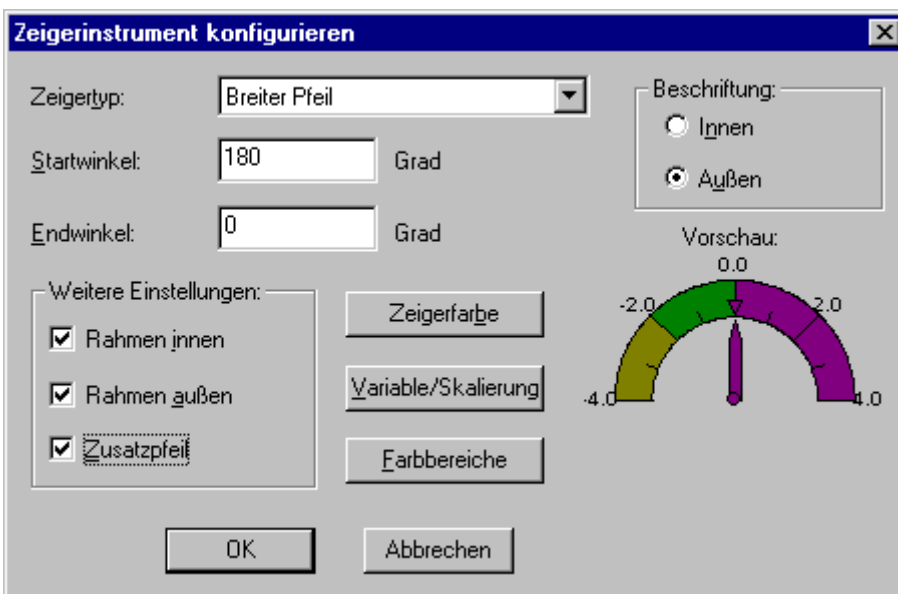 Zeigerinstrument konfigurieren
Zeigertyp:
Breiter Pfeil
Startwinkel:
180
Grad
Endwinkel:
0
Grad
Beschriftung:
Innen
Außen
Weitere Einstellungen:
Rahmen innen
Rahmen außen
Zusatzpfeil
Zeigerfarbe
Variable/Skalierung
Farbbereiche
Vorschau:
0.0
-2.0
2.0
-4.0
4.0
OK
Abbrechen